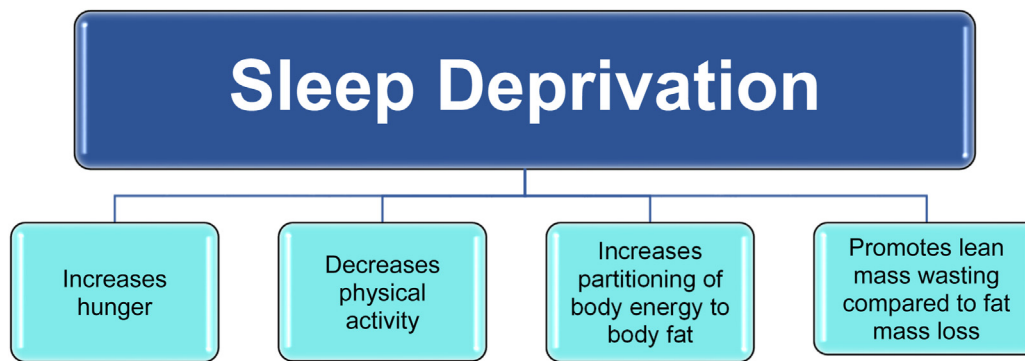 Sleep Deprivation
Increases
hunger
Decreases
physical
activity
Increases
partitioning of
body energy to
body fat
Promotes lean
mass wasting
compared to fat
mass loss